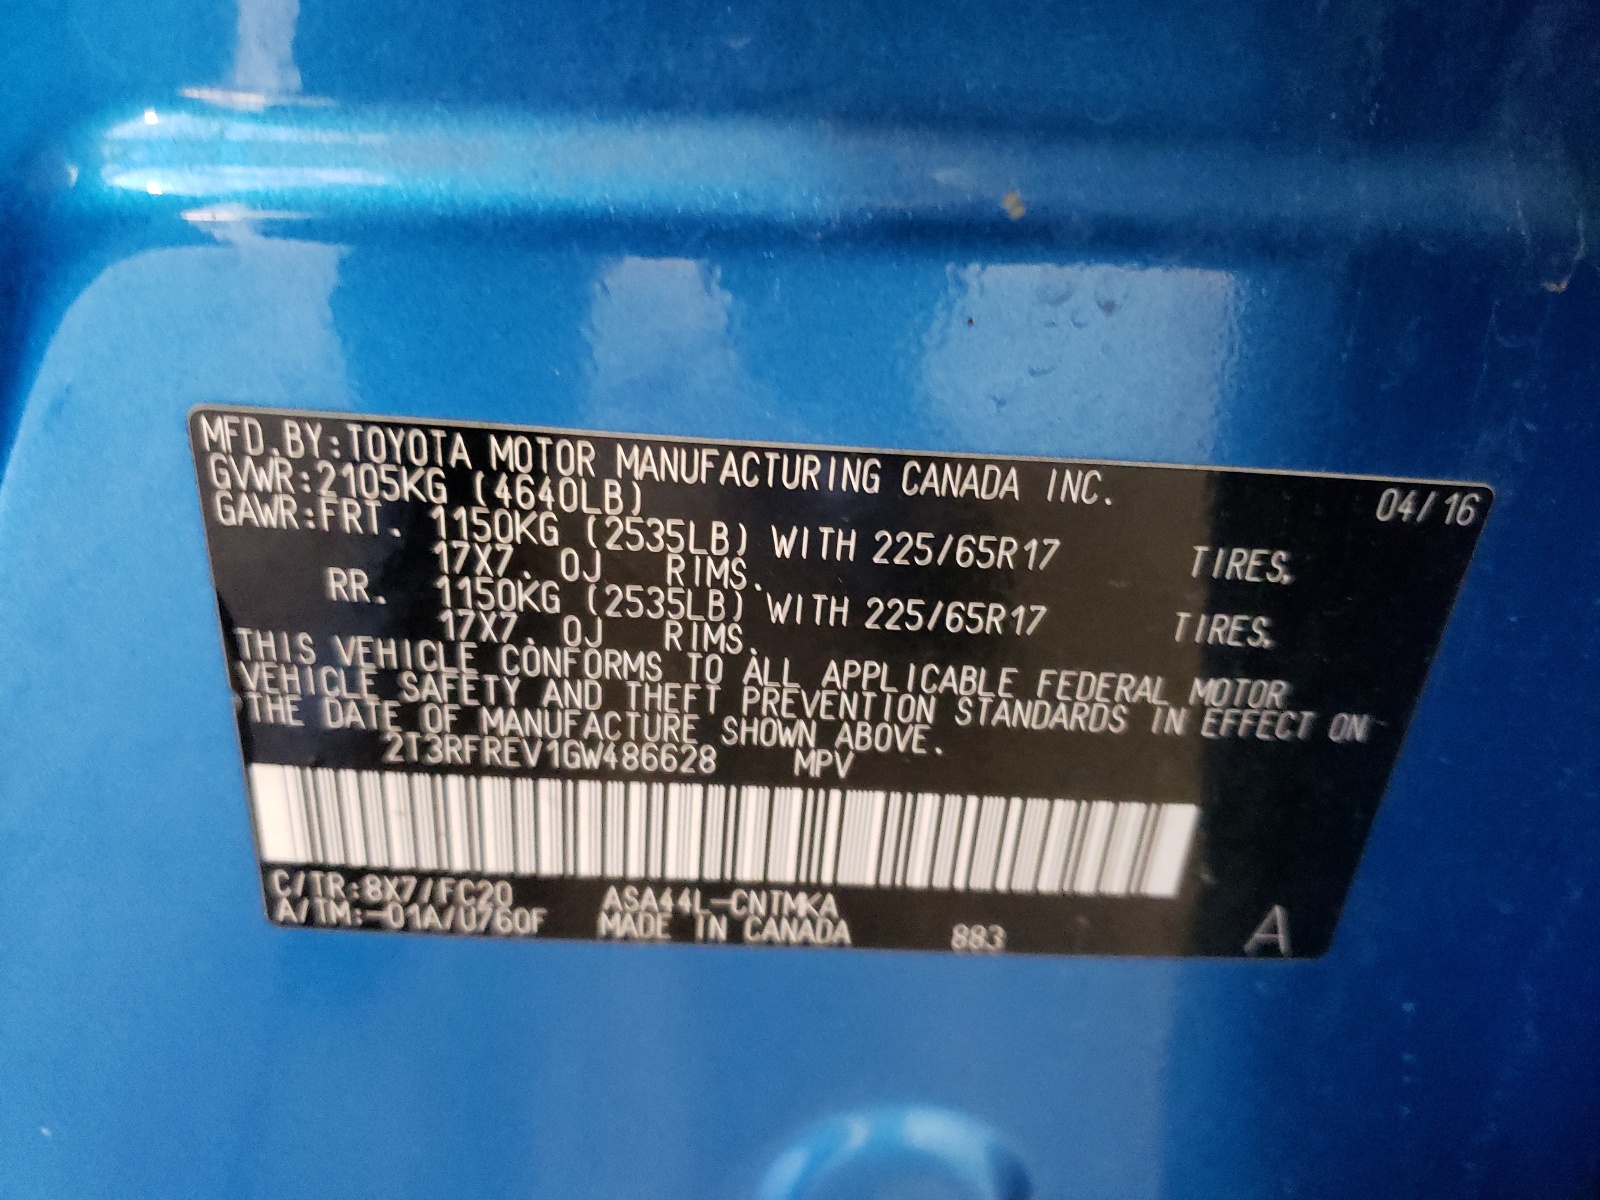 MFD.BY:TOYOTA MOTOR MANUFACTURING CANADA INC. 04/16
GVWR:2105KG (4640LB)
GAWR:FRT. 1150KG (2535LB) WITH 225/65R17 TIRES,
17X7.0J RIMS.
RR. 1150KG (2535LB) WITH 225/65R17 TIRES,
17X7.0J RIMS.
THIS VEHICLE CONFORMS TO ALL APPLICABLE FEDERAL MOTOR
VEHICLE SAFETY AND THEFT PREVENTION STANDARDS IN EFFECT ON
THE DATE OF MANUFACTURE SHOWN ABOVE.
2T3RFREV1GW486628 MPV
C/TR:8X7/FC20 ASA44L-CNTMKA
A/TM:-01A/U760F MADE IN CANADA 883 A